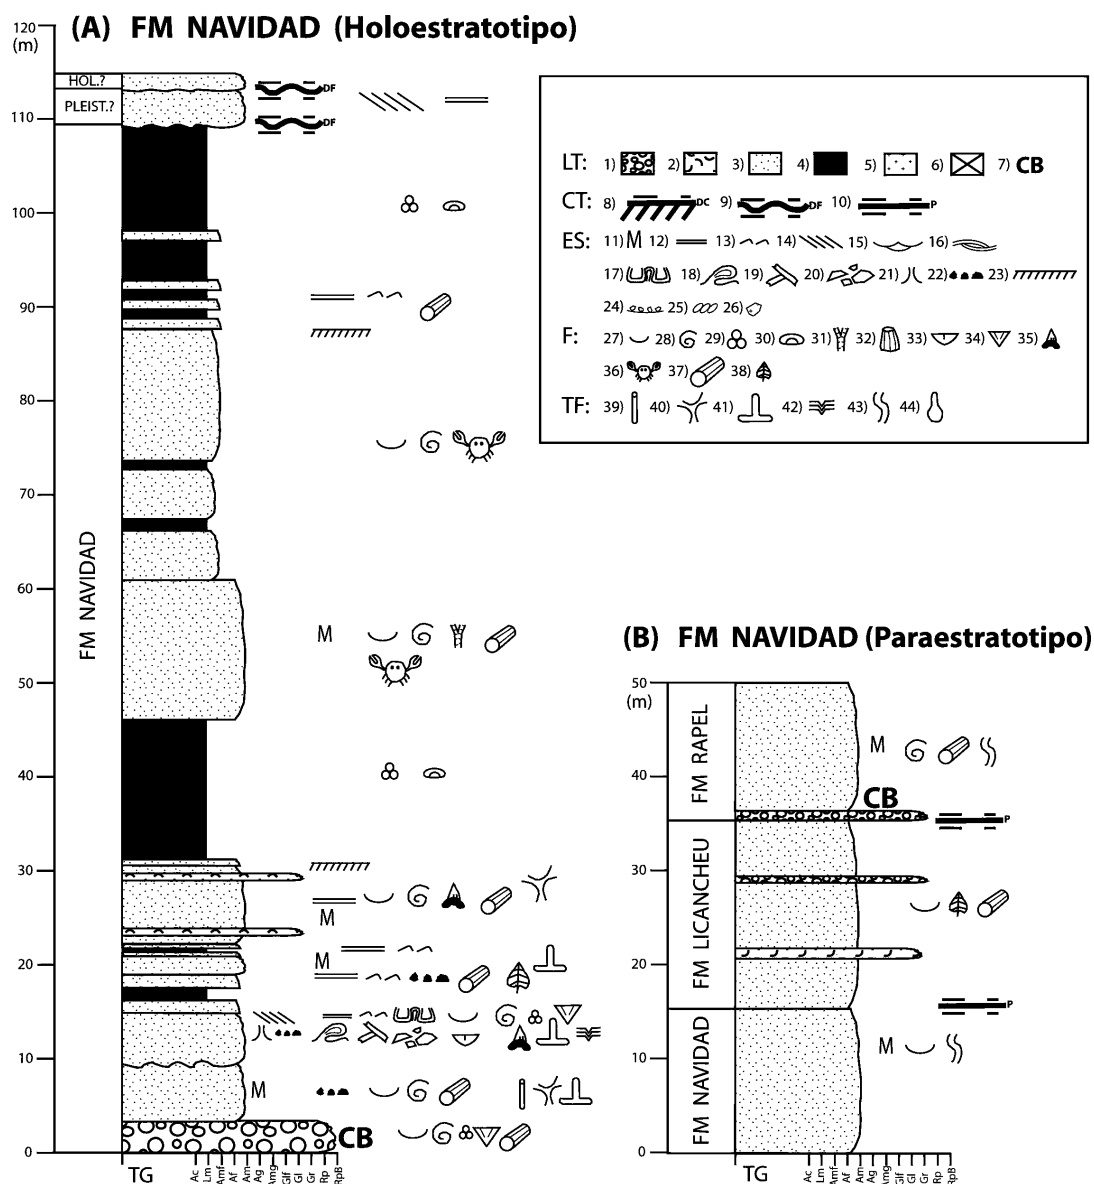 (A) FM NAVIDAD (Holoestratotipo)
120
(m)
HOL.?
DF
PLEIST.?
110
DF
100
90
80
70
60
50
40
30
20
10
0
FM NAVIDAD
M
M
M
M
CB
TG
Ac
Lm
Amf
Af
Am
Ag
Amg
Glf
Gl
Gr
Rp
RpB
LT: 1) 2) 3) 4) 5) 6) 7) CB
CT: 8) DC 9) DF 10) P
ES: 11) M 12) 13) 14) 15) 16)
17) 18) 19) 20) 21) 22) 23)
24) 25) 26)
F: 27) 28) 29) 30) 31) 32) 33) 34) 35)
36) 37) 38)
TF: 39) 40) 41) 42) 43) 44)
(B) FM NAVIDAD (Paraestratotipo)
50
(m)
40
30
20
10
0
FM RAPEL
FM LICANCHEU
FM NAVIDAD
M
CB
P
P
M
TG
Ac
Lm
Amf
Af
Am
Ag
Amg
Glf
Gl
Gr
Rp
RpB